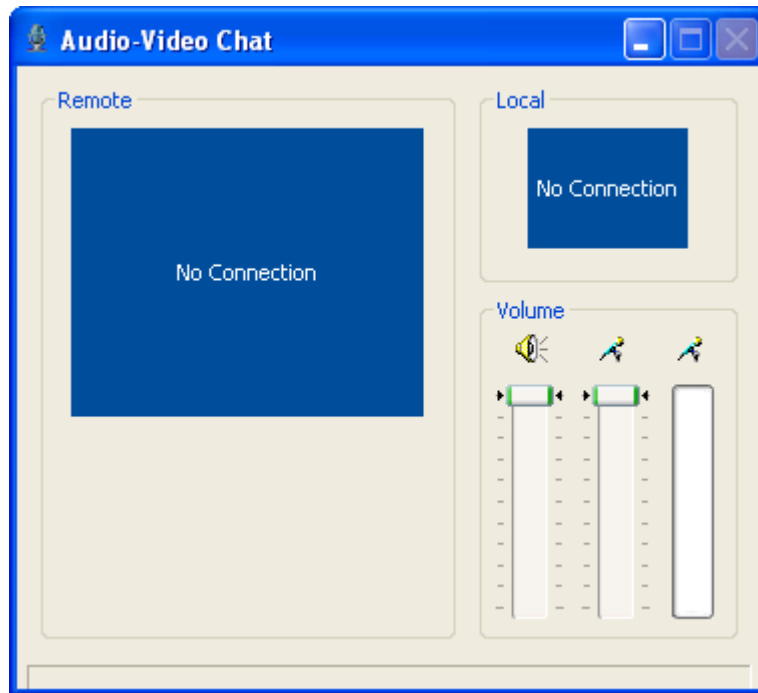 Audio-Video Chat
Remote
No Connection
Local
No Connection
Volume